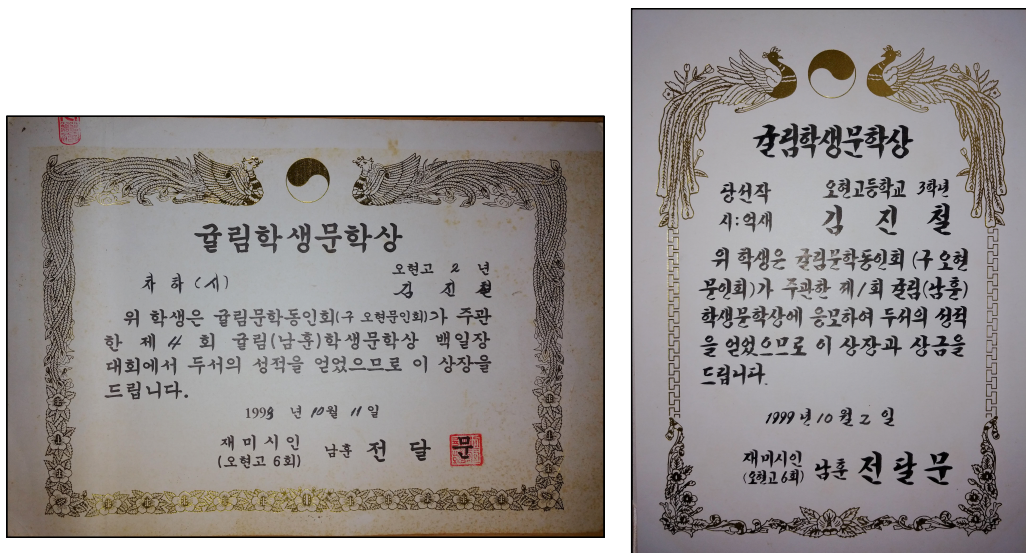 귤림학생문학상
차 하 (시)
오현고 2 년
김 진 철
위 학생은 귤림문학동인회(구 오현문인회)가 주관
한 제 4 회 귤림(남훈)학생문학상 백일장
대회에서 두서의 성적을 얻었으므로 이 상장을
드립니다.
1998 년 10월 11일
재미시인
(오현고 6회)
남훈 전 달 문
귤림학생문학상
당선작
오현고등학교 3학년
시:억새
김 진 철
위 학생은 귤림문학동인회 (구 오현
문인회)가 주관한 제1회 귤림(남훈)
학생문학상에 응모하여 두서의 성적
을 얻었으므로 이 상장과 상금을
드립니다.
1999년 10월 2일
재미시인
(오현고 6회)
남훈 전달문